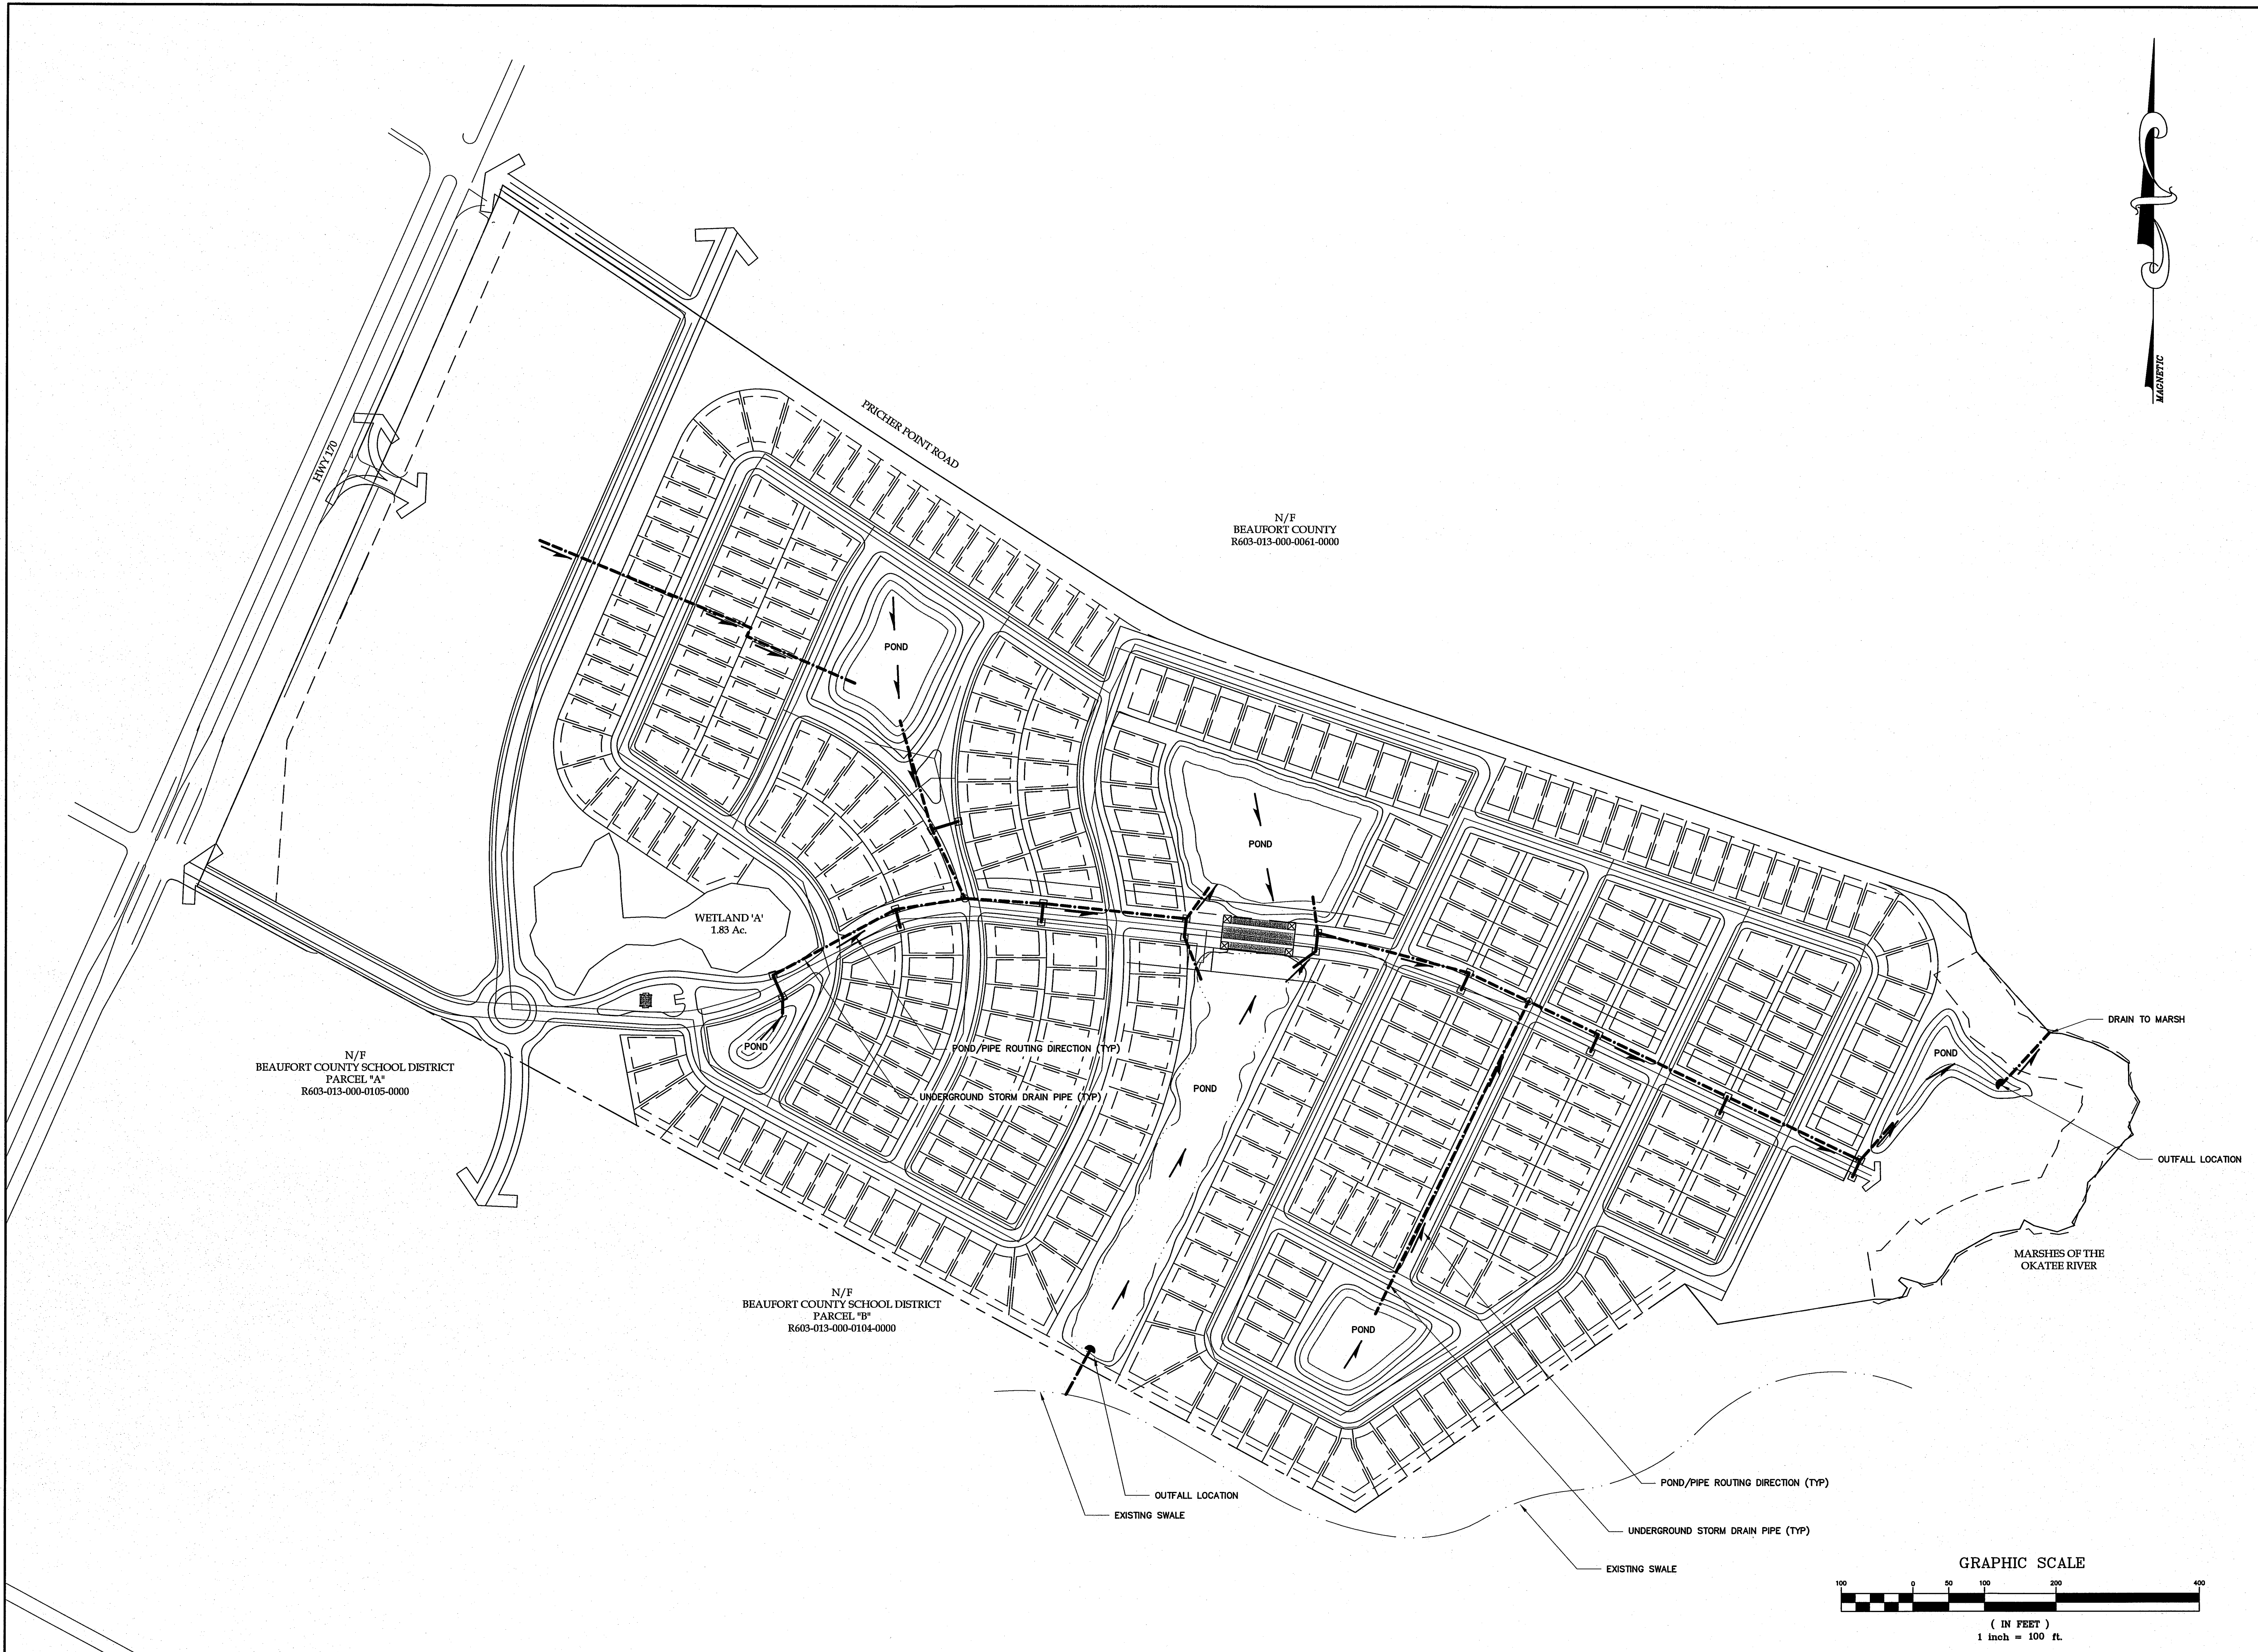 MAGNETIC
HWY 170
PRICHER POINT ROAD
N/F
BEAUFORT COUNTY
R603-013-000-0061-0000
POND
POND
WETLAND 'A'
1.83 Ac.
DRAIN TO MARSH
POND
POND
POND/PIPE ROUTING DIRECTION (TYP)
N/F
BEAUFORT COUNTY SCHOOL DISTRICT
PARCEL "A"
R603-013-000-0105-0000
POND
UNDERGROUND STORM DRAIN PIPE (TYP)
OUTFALL LOCATION
MARSHES OF THE
OKATEE RIVER
N/F
BEAUFORT COUNTY SCHOOL DISTRICT
PARCEL "B"
R603-013-000-0104-0000
POND
POND/PIPE ROUTING DIRECTION (TYP)
OUTFALL LOCATION
EXISTING SWALE
UNDERGROUND STORM DRAIN PIPE (TYP)
EXISTING SWALE
GRAPHIC SCALE
100 0 50 100 200 400
( IN FEET )
1 inch = 100 ft.